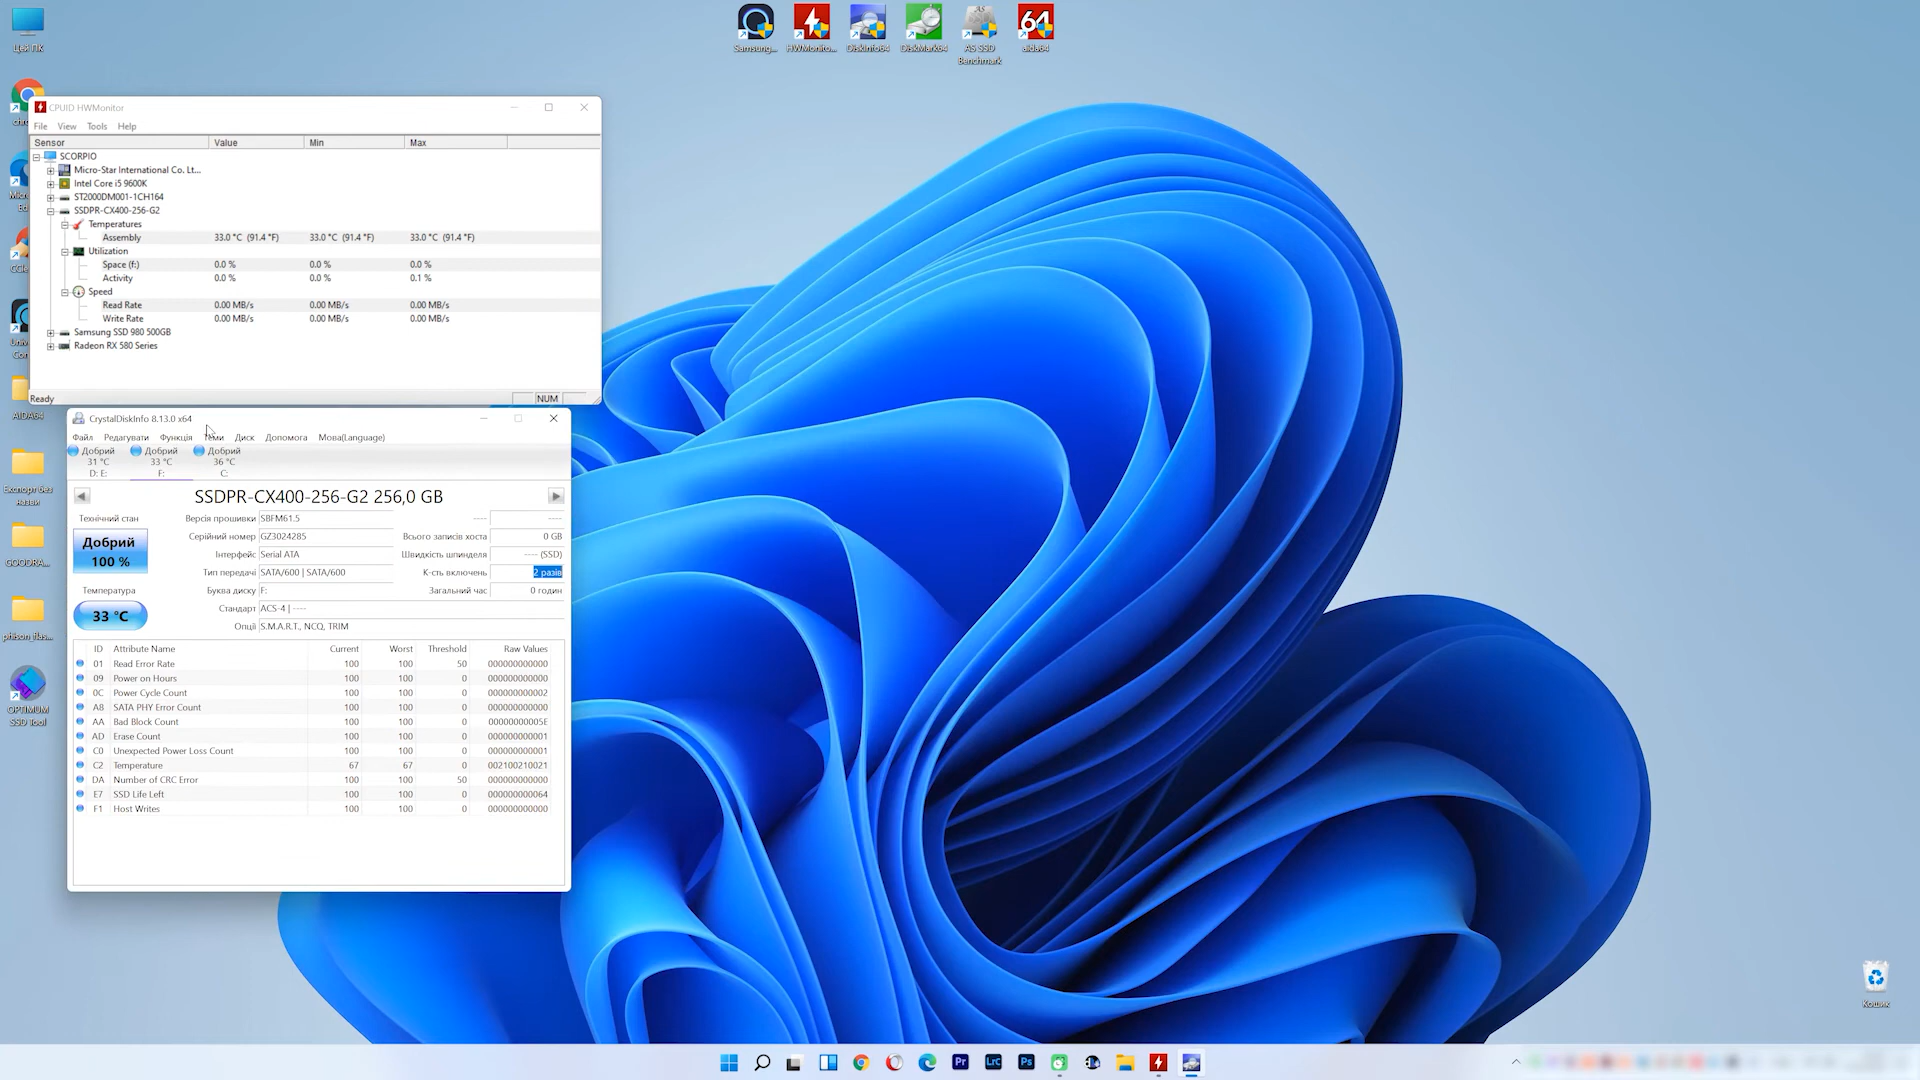 Цей ПК
Samsung...
HWMonito...
DiskInfo64
DiskMark64
AS SSD
Benchmark
aida64
CPUID HWMonitor
File View Tools Help
Sensor Value Min Max
SCORPIO
Micro-Star International Co. Lt...
Intel Core i5 9600K
ST2000DM001-1CH164
SSDPR-CX400-256-G2
Temperatures
Assembly 33.0 °C (91.4 °F) 33.0 °C (91.4 °F) 33.0 °C (91.4 °F)
Utilization
Space (f:) 0.0 % 0.0 % 0.0 %
Activity 0.0 % 0.0 % 0.1 %
Speed
Read Rate 0.00 MB/s 0.00 MB/s 0.00 MB/s
Write Rate 0.00 MB/s 0.00 MB/s 0.00 MB/s
Samsung SSD 980 500GB
Radeon RX 580 Series
Ready NUM
AIDA64
Експорт без
назви
GOODRA...
phison_flas...
OPTIMUM
SSD Tool
CrystalDiskInfo 8.13.0 x64
Файл Редагувати Функція Теми Диск Допомога Мова(Language)
Добрий Добрий Добрий
31 °C 33 °C 36 °C
D: E: F: C:
SSDPR-CX400-256-G2 256,0 GB
Технічний стан
Добрий
100 %
Температура
33 °C
Версія прошивки SBFM61.5 ---- ----
Серійний номер GZ3024285 Всього записів хоста 0 GB
Інтерфейс Serial ATA Швидкість шпинделя ---- (SSD)
Тип передачі SATA/600 | SATA/600 К-сть включень 2 разів
Буква диску F: Загальний час 0 годин
Стандарт ACS-4 | ----
Опції S.M.A.R.T., NCQ, TRIM
ID Attribute Name Current Worst Threshold Raw Values
01 Read Error Rate 100 100 50 000000000000
09 Power on Hours 100 100 0 000000000000
0C Power Cycle Count 100 100 0 000000000002
A8 SATA PHY Error Count 100 100 0 000000000000
AA Bad Block Count 100 100 0 00000000005E
AD Erase Count 100 100 0 000000000001
C0 Unexpected Power Loss Count 100 100 0 000000000001
C2 Temperature 67 67 0 002100210021
DA Number of CRC Error 100 100 50 000000000000
E7 SSD Life Left 100 100 0 000000000064
F1 Host Writes 100 100 0 000000000000
Кошик
Pr
LrC
Ps